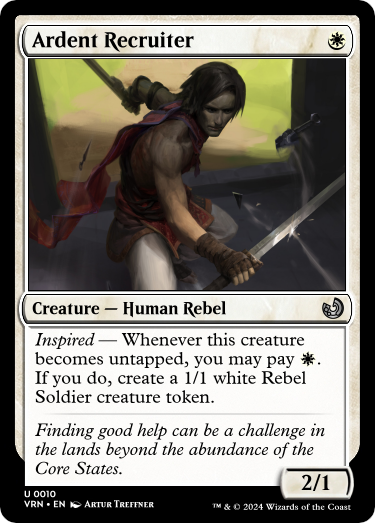 Ardent Recruiter
Creature — Human Rebel
Inspired — Whenever this creature
becomes untapped, you may pay .
If you do, create a 1/1 white Rebel
Soldier creature token.
Finding good help can be a challenge in
the lands beyond the abundance of the
Core States.
2/1
U 0010
VRN • EN Artur Treffner
™ & © 2024 Wizards of the Coast